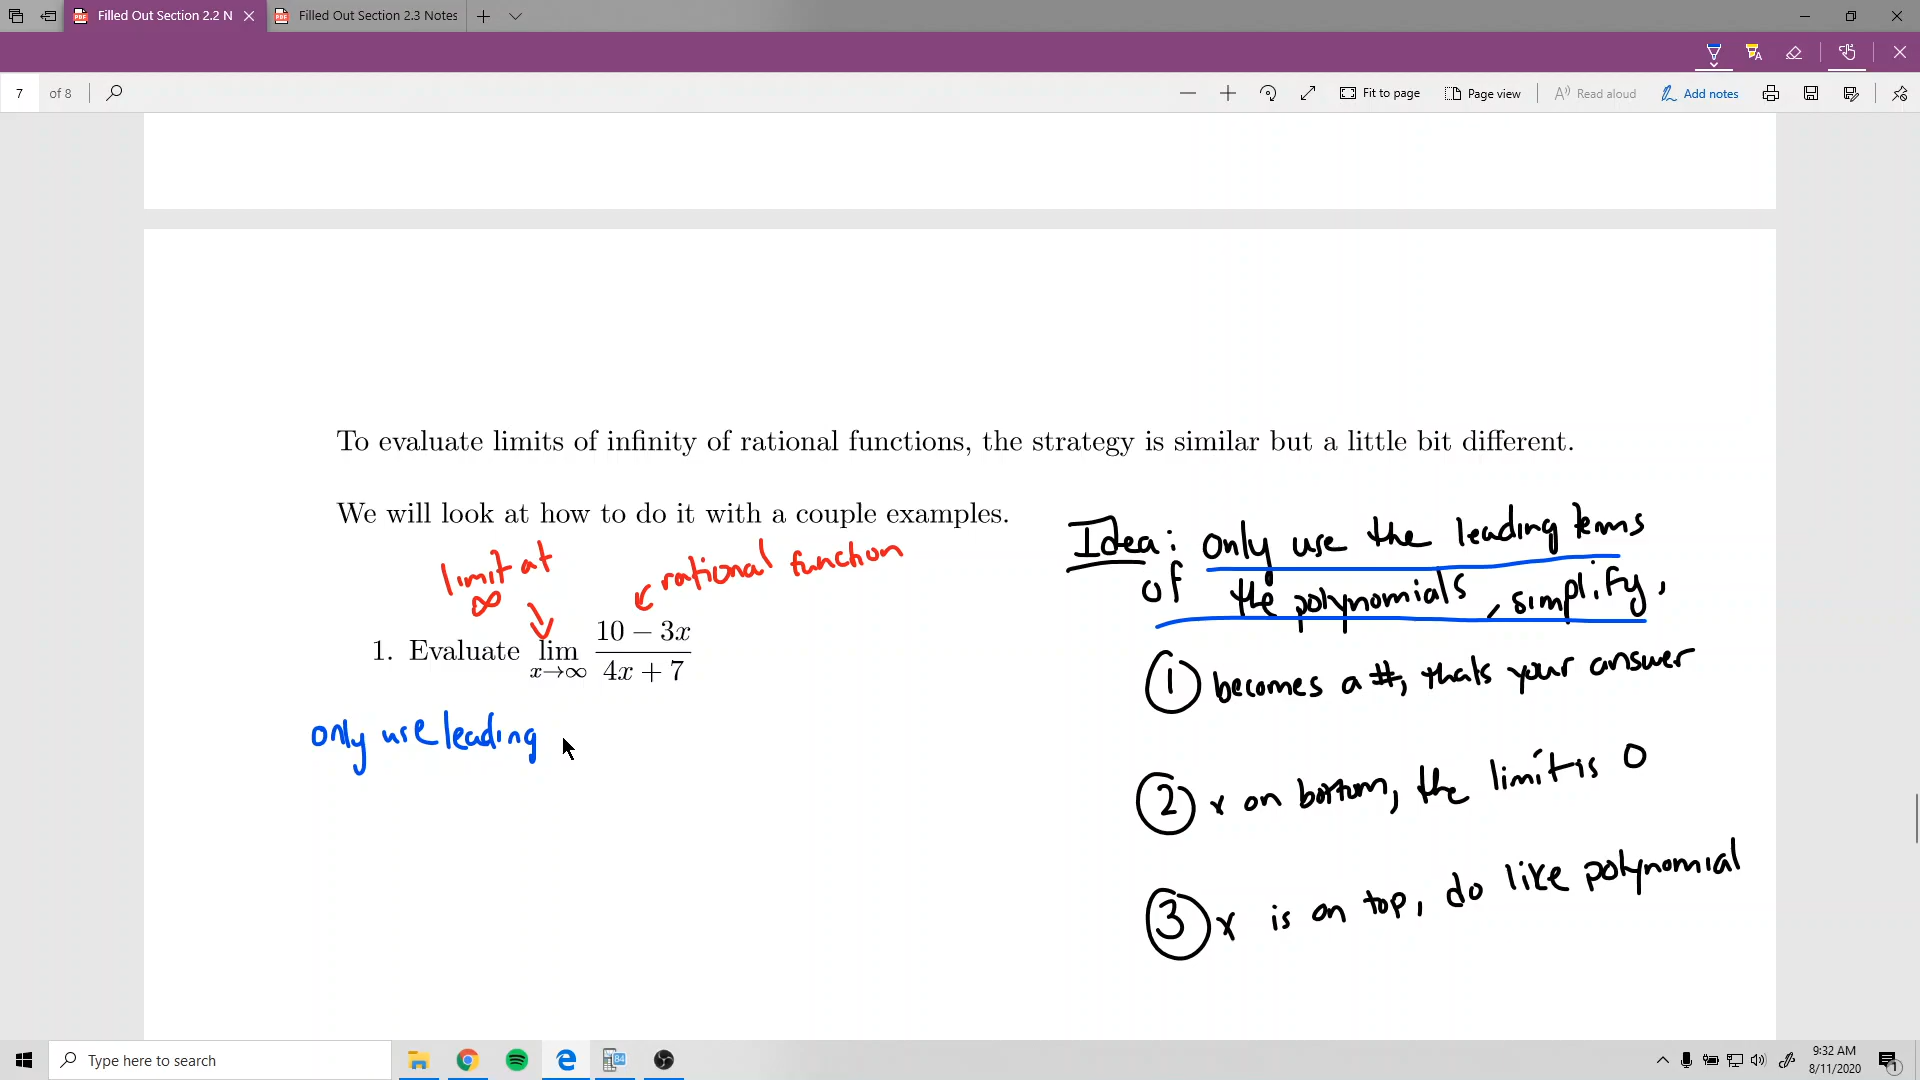 Filled Out Section 2.2 N
Filled Out Section 2.3 Notes
7 of 8
Fit to page
Page view
Read aloud
Add notes
To evaluate limits of infinity of rational functions, the strategy is similar but a little bit different.
We will look at how to do it with a couple examples.
limit at
∞
rational function
1. Evaluate lim x→∞ (10 − 3x)/(4x + 7)
only use leading
Idea: only use the leading terms
of the polynomials, simplify,
① becomes a #, thats your answer
② x on bottom, the limit is 0
③ x is on top, do like polynomial
Type here to search
84
9:32 AM
8/11/2020
1